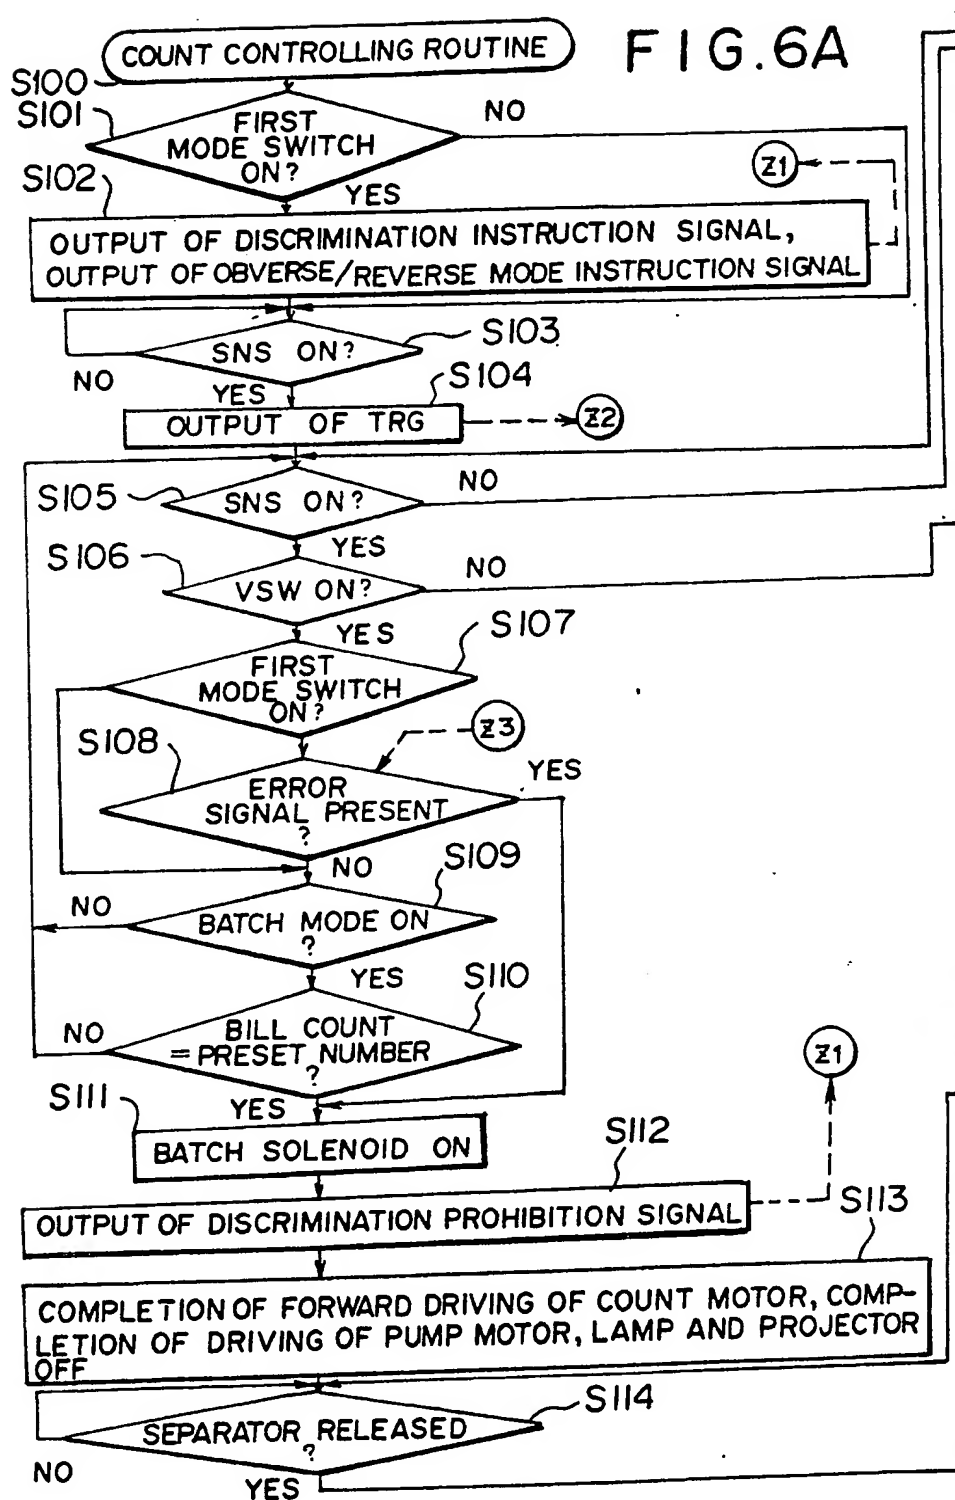 COUNT CONTROLLING ROUTINE
FIG.6A
S100
S101
FIRST
MODE SWITCH
ON?
NO
YES
Z1
S102
OUTPUT OF DISCRIMINATION INSTRUCTION SIGNAL,
OUTPUT OF OBVERSE/REVERSE MODE INSTRUCTION SIGNAL
S103
SNS ON?
NO
YES
S104
OUTPUT OF TRG
Z2
S105
SNS ON?
NO
YES
S106
VSW ON?
NO
YES
S107
FIRST
MODE SWITCH
ON?
Z3
S108
ERROR
SIGNAL PRESENT
?
YES
NO
S109
BATCH MODE ON
?
NO
YES
S110
BILL COUNT
=PRESET NUMBER
?
NO
YES
Z1
S111
BATCH SOLENOID ON
S112
OUTPUT OF DISCRIMINATION PROHIBITION SIGNAL
S113
COMPLETION OF FORWARD DRIVING OF COUNT MOTOR, COMP-
LETION OF DRIVING OF PUMP MOTOR, LAMP AND PROJECTOR
OFF
S114
SEPARATOR RELEASED
?
NO
YES